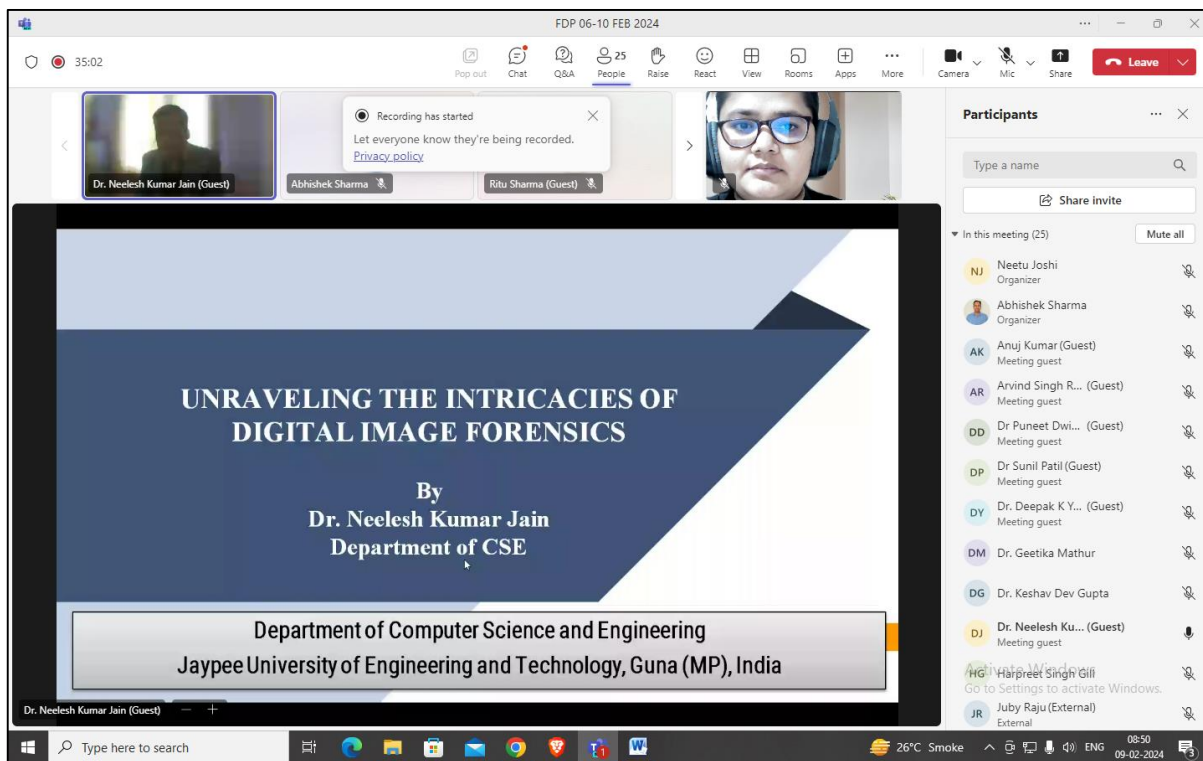 FDP 06-10 FEB 2024
35:02
Pop out
Chat
Q&A
25
People
Raise
React
View
Rooms
Apps
More
Camera
Mic
Share
Leave
Recording has started
Let everyone know they're being recorded.
Privacy policy
Dr. Neelesh Kumar Jain (Guest)
Abhishek Sharma
Ritu Sharma (Guest)
UNRAVELING THE INTRICACIES OF
DIGITAL IMAGE FORENSICS
By
Dr. Neelesh Kumar Jain
Department of CSE
Department of Computer Science and Engineering
Jaypee University of Engineering and Technology, Guna (MP), India
Dr. Neelesh Kumar Jain (Guest)
Participants
Type a name
Share invite
In this meeting (25)
Mute all
NJ Neetu Joshi
Organizer
Abhishek Sharma
Organizer
AK Anuj Kumar (Guest)
Meeting guest
AR Arvind Singh R... (Guest)
Meeting guest
DD Dr Puneet Dwi... (Guest)
Meeting guest
DP Dr Sunil Patil (Guest)
Meeting guest
DY Dr. Deepak K Y... (Guest)
Meeting guest
DM Dr. Geetika Mathur
DG Dr. Keshav Dev Gupta
DJ Dr. Neelesh Ku... (Guest)
Meeting guest
Activate Windows
HG Harpreet Singh Gill
Go to Settings to activate Windows.
JR Juby Raju (External)
External
Type here to search
1
W
26°C Smoke
ENG
08:50
09-02-2024
3